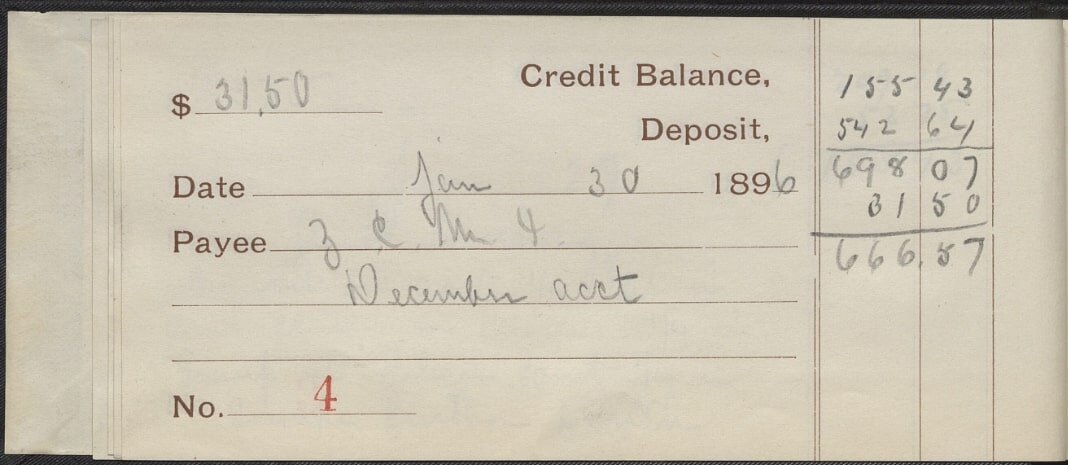 $ 31.50
Credit Balance, 155 43
Deposit, 542 64
698 07
Date Jan 30 1896
31 50
Payee Z C M I
666.57
December acct
No. 4